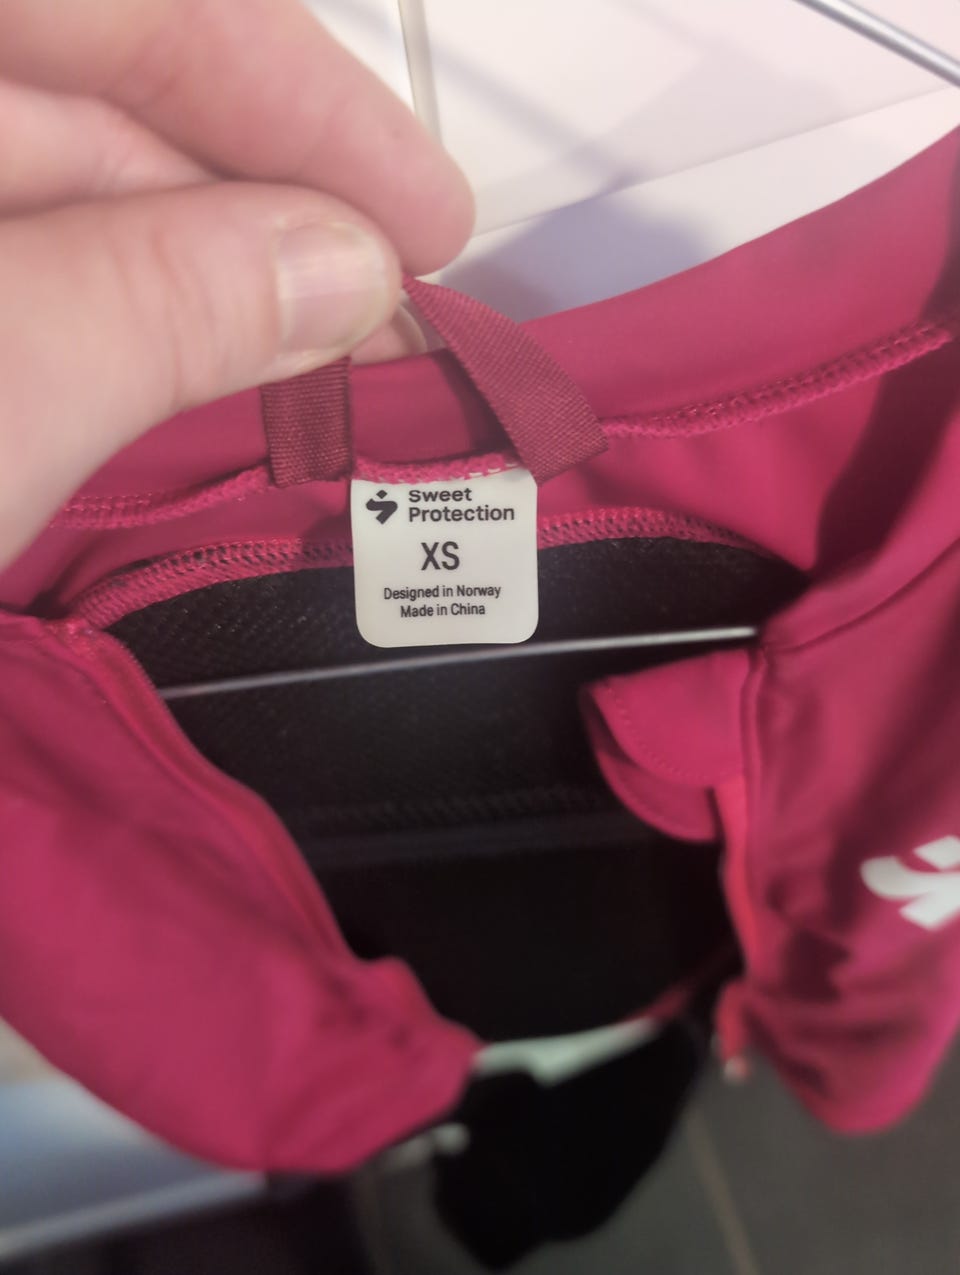 Sweet
Protection
XS
Designed in Norway
Made in China